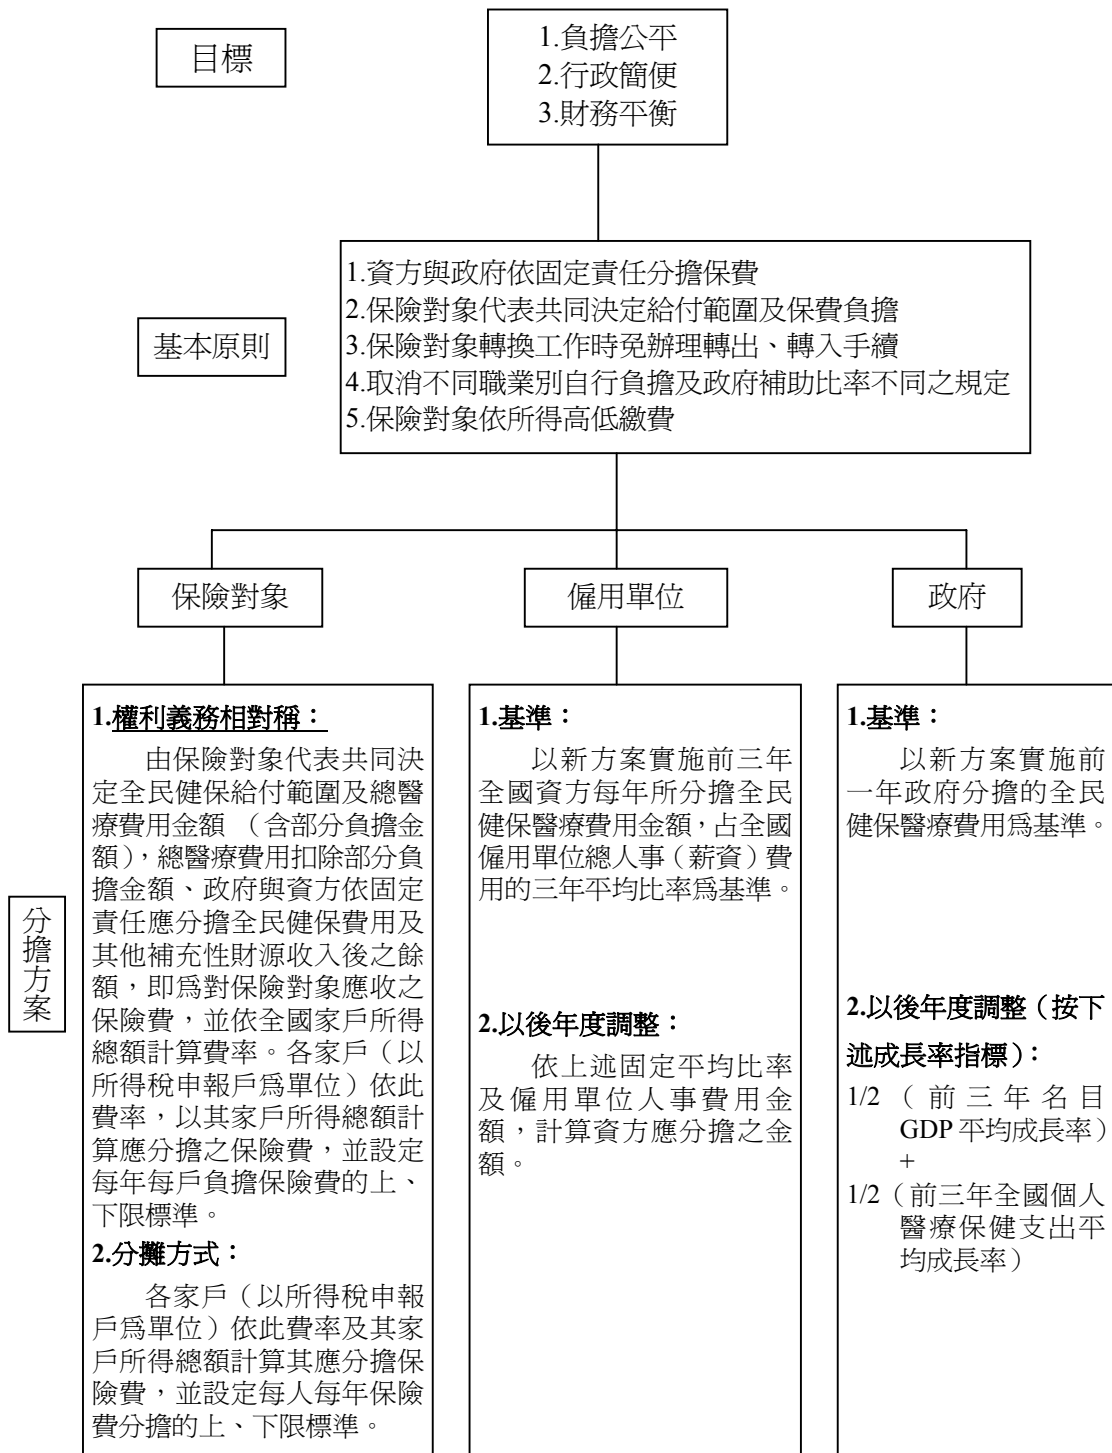 目標
1.負擔公平
2.行政簡便
3.財務平衡
基本原則
1.資方與政府依固定責任分擔保費
2.保險對象代表共同決定給付範圍及保費負擔
3.保險對象轉換工作時免辦理轉出、轉入手續
4.取消不同職業別自行負擔及政府補助比率不同之規定
5.保險對象依所得高低繳費
保險對象
僱用單位
政府
分擔方案
1.權利義務相對稱：
由保險對象代表共同決
定全民健保給付範圍及總醫
療費用金額 （含部分負擔金
額），總醫療費用扣除部分負
擔金額、政府與資方依固定
責任應分擔全民健保費用及
其他補充性財源收入後之餘
額，即為對保險對象應收之
保險費，並依全國家戶所得
總額計算費率。各家戶（以
所得稅申報戶為單位）依此
費率，以其家戶所得總額計
算應分擔之保險費，並設定
每年每戶負擔保險費的上、
下限標準。
2.分攤方式：
各家戶（以所得稅申報
戶為單位）依此費率及其家
戶所得總額計算其應分擔保
險費，並設定每人每年保險
費分擔的上、下限標準。
1.基準：
以新方案實施前三年
全國資方每年所分擔全民
健保醫療費用金額，占全國
僱用單位總人事（薪資）費
用的三年平均比率為基準。
2.以後年度調整：
依上述固定平均比率
及僱用單位人事費用金
額，計算資方應分擔之金
額。
1.基準：
以新方案實施前
一年政府分擔的全民
健保醫療費用為基準。
2.以後年度調整（按下
述成長率指標）：
1/2 （前三年名目
GDP 平均成長率）
+
1/2（前三年全國個人
醫療保健支出平
均成長率）